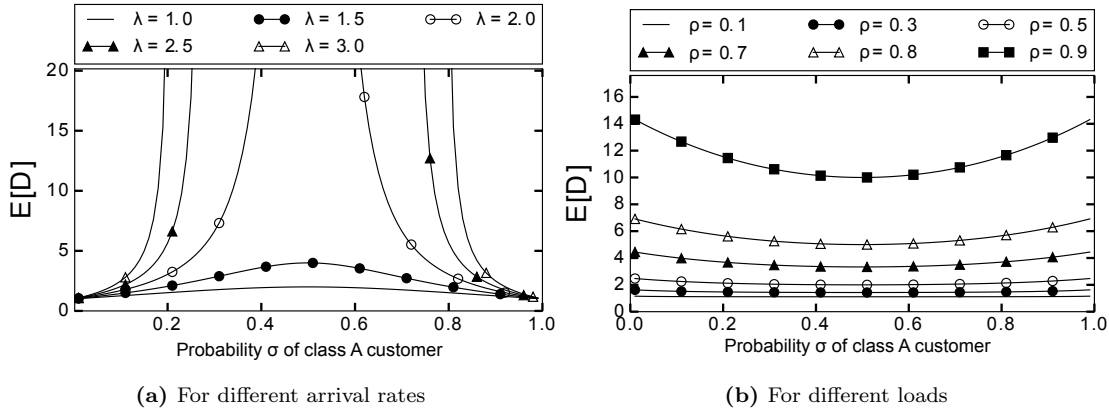 λ = 1.0 λ = 1.5 λ = 2.0
λ = 2.5 λ = 3.0
20
15
10
5
0
E[D]
0.2 0.4 0.6 0.8 1.0
Probability σ of class A customer
(a) For different arrival rates
ρ = 0.1 ρ = 0.3 ρ = 0.5
ρ = 0.7 ρ = 0.8 ρ = 0.9
16
14
12
10
8
6
4
2
0
E[D]
0.0 0.2 0.4 0.6 0.8 1.0
Probability σ of class A customer
(b) For different loads